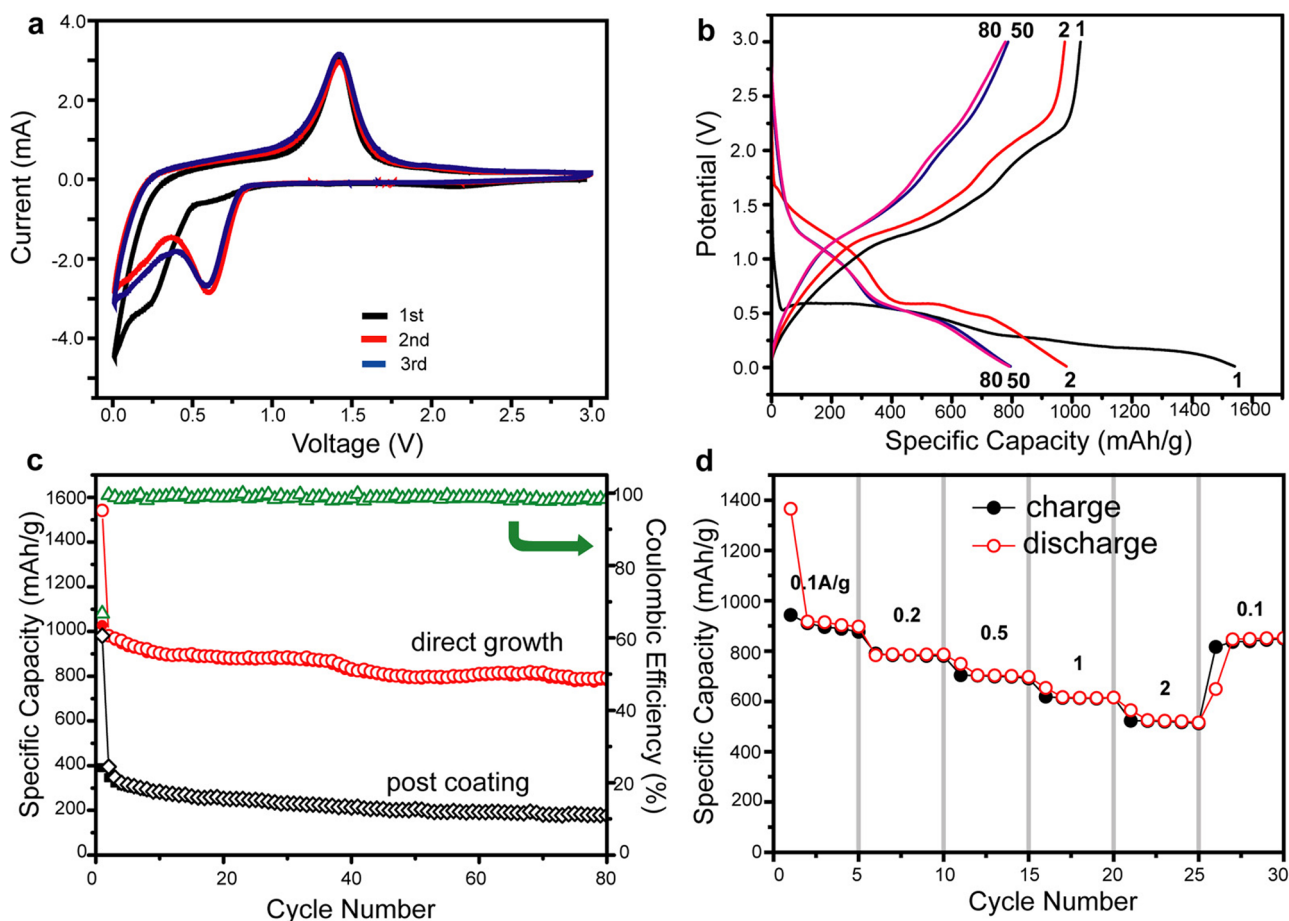 a
4.0
2.0
0.0
-2.0
-4.0
Current (mA)
1st
2nd
3rd
0.0 0.5 1.0 1.5 2.0 2.5 3.0
Voltage (V)
b
80 50 2 1
3.0
2.5
2.0
1.5
1.0
0.5
0.0
Potential (V)
80 50 2 1
0 200 400 600 800 1000 1200 1400 1600
Specific Capacity (mAh/g)
c
1600
1400
1200
1000
800
600
400
200
0
Specific Capacity (mAh/g)
direct growth
post coating
100
80
60
40
20
0
Coulombic Efficiency (%)
0 20 40 60 80
Cycle Number
d
1400
1200
1000
800
600
400
200
0
Specific Capacity (mAh/g)
charge
discharge
0.1A/g
0.2
0.5
1
2
0.1
0 5 10 15 20 25 30
Cycle Number